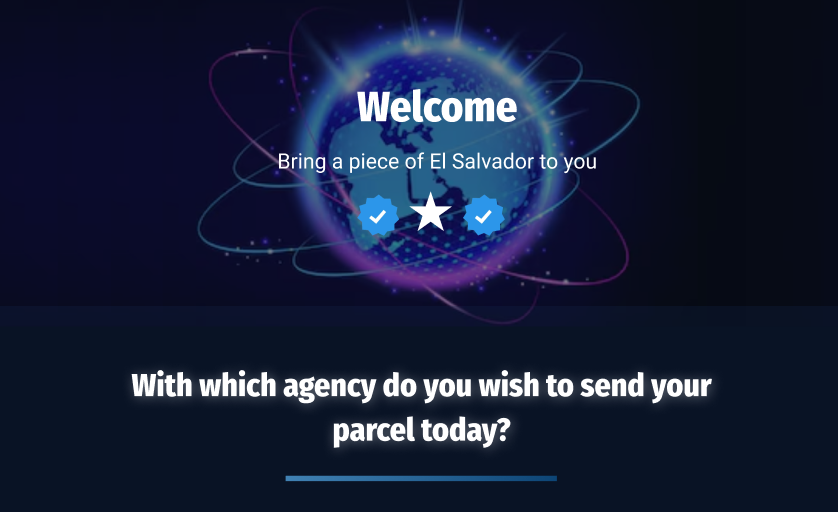 Welcome
Bring a piece of El Salvador to you
With which agency do you wish to send your
parcel today?